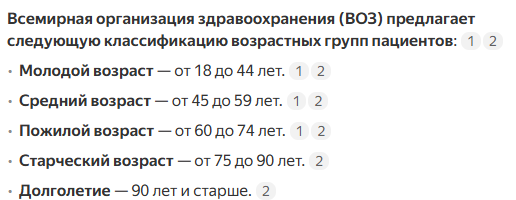 Всемирная организация здравоохранения (ВОЗ) предлагает
следующую классификацию возрастных групп пациентов: 1 2
• Молодой возраст — от 18 до 44 лет. 1 2
• Средний возраст — от 45 до 59 лет. 1 2
• Пожилой возраст — от 60 до 74 лет. 1 2
• Старческий возраст — от 75 до 90 лет. 2
• Долголетие — 90 лет и старше. 2